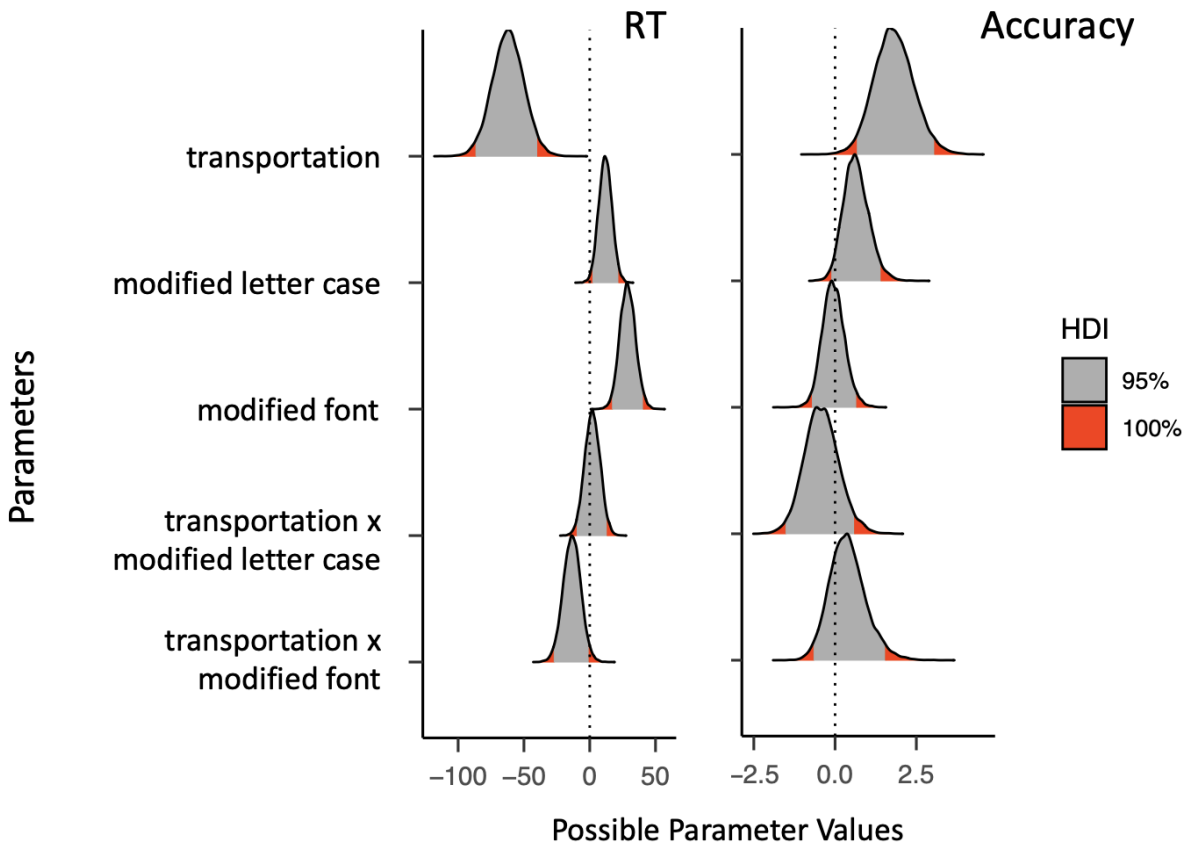 RT
Accuracy
transportation
modified letter case
modified font
transportation x
modified letter case
transportation x
modified font
Parameters
HDI
95%
100%
−100 −50 0 50
−2.5 0.0 2.5
Possible Parameter Values